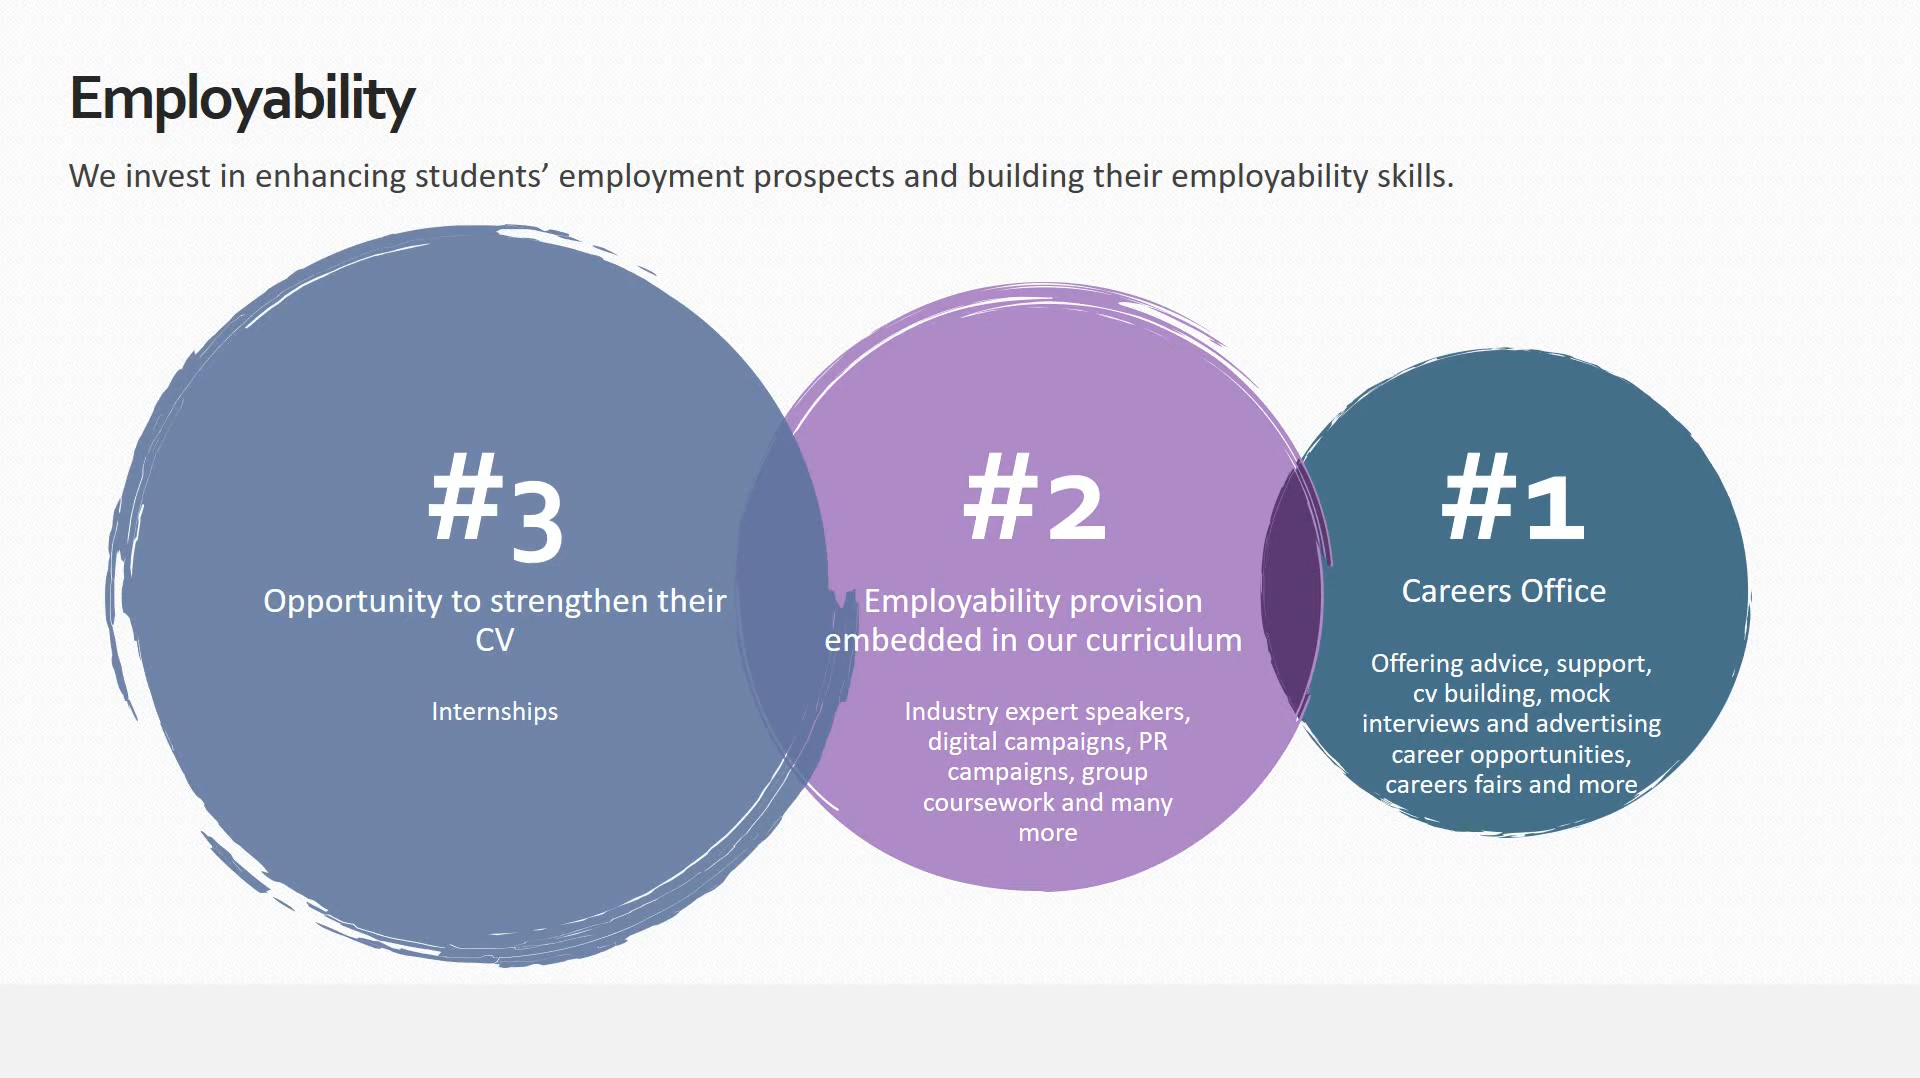 Employability
We invest in enhancing students’ employment prospects and building their employability skills.
#3
Opportunity to strengthen their
CV
Internships
#2
Employability provision
embedded in our curriculum
Industry expert speakers,
digital campaigns, PR
campaigns, group
coursework and many
more
#1
Careers Office
Offering advice, support,
cv building, mock
interviews and advertising
career opportunities,
careers fairs and more